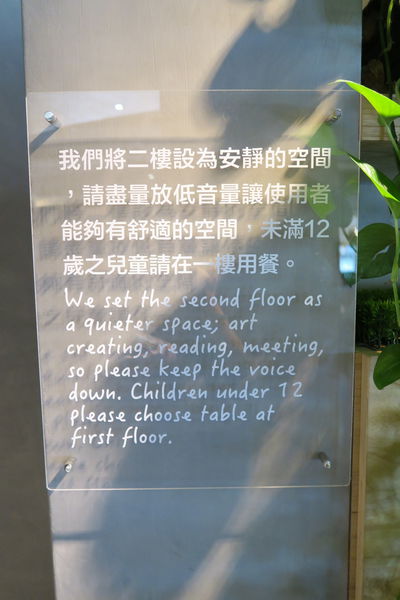 我們將二樓設為安靜的空間
，請盡量放低音量讓使用者
能夠有舒適的空間，未滿12
歲之兒童請在一樓用餐。
We set the second floor as
a quieter space; art
creating, reading, meeting,
so please keep the voice
down. Children under 12
please choose table at
first floor.